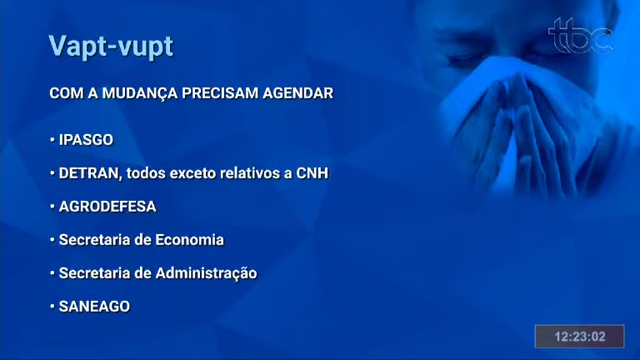 tbc
Vapt-vupt
COM A MUDANÇA PRECISAM AGENDAR
• IPASGO
• DETRAN, todos exceto relativos a CNH
• AGRODEFESA
• Secretaria de Economia
• Secretaria de Administração
• SANEAGO
12:23:02